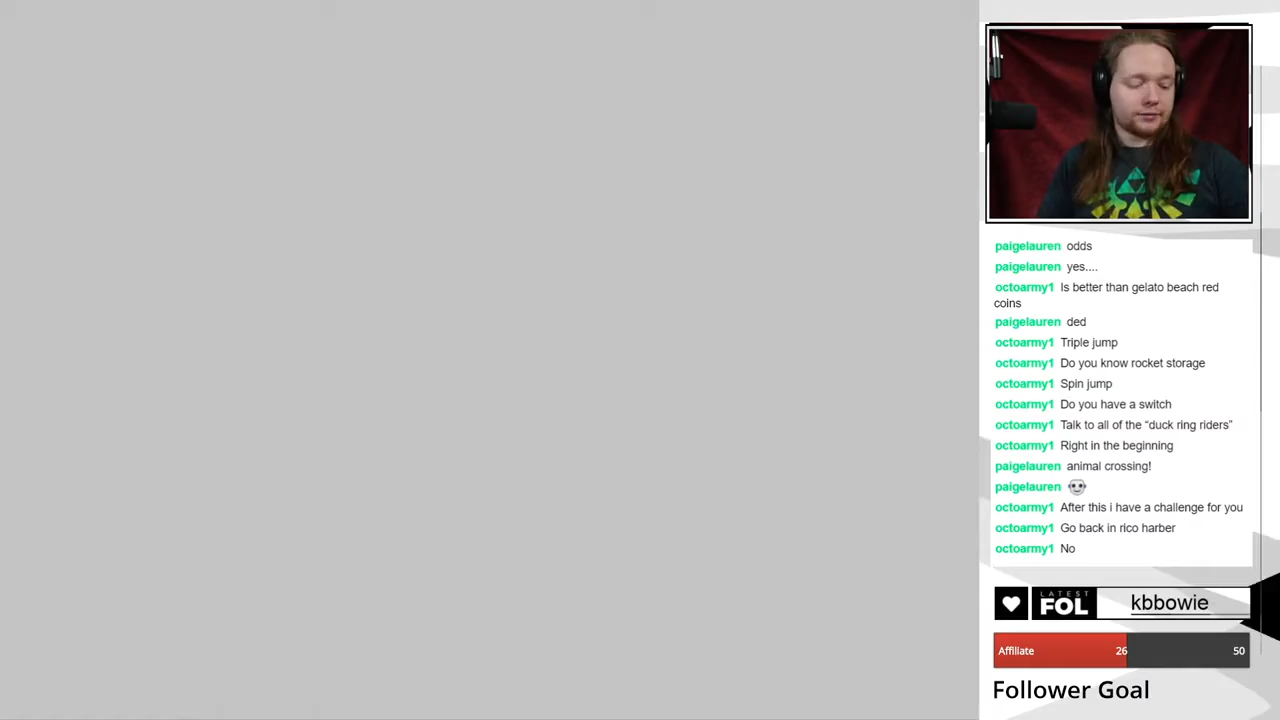 paigelauren odds
paigelauren yes....
octoarmy1 Is better than gelato beach red
coins
paigelauren ded
octoarmy1 Triple jump
octoarmy1 Do you know rocket storage
octoarmy1 Spin jump
octoarmy1 Do you have a switch
octoarmy1 Talk to all of the “duck ring riders”
octoarmy1 Right in the beginning
paigelauren animal crossing!
paigelauren
octoarmy1 After this i have a challenge for you
octoarmy1 Go back in rico harber
octoarmy1 No
LATEST
FOL kbbowie
Affiliate 26 50
Follower Goal